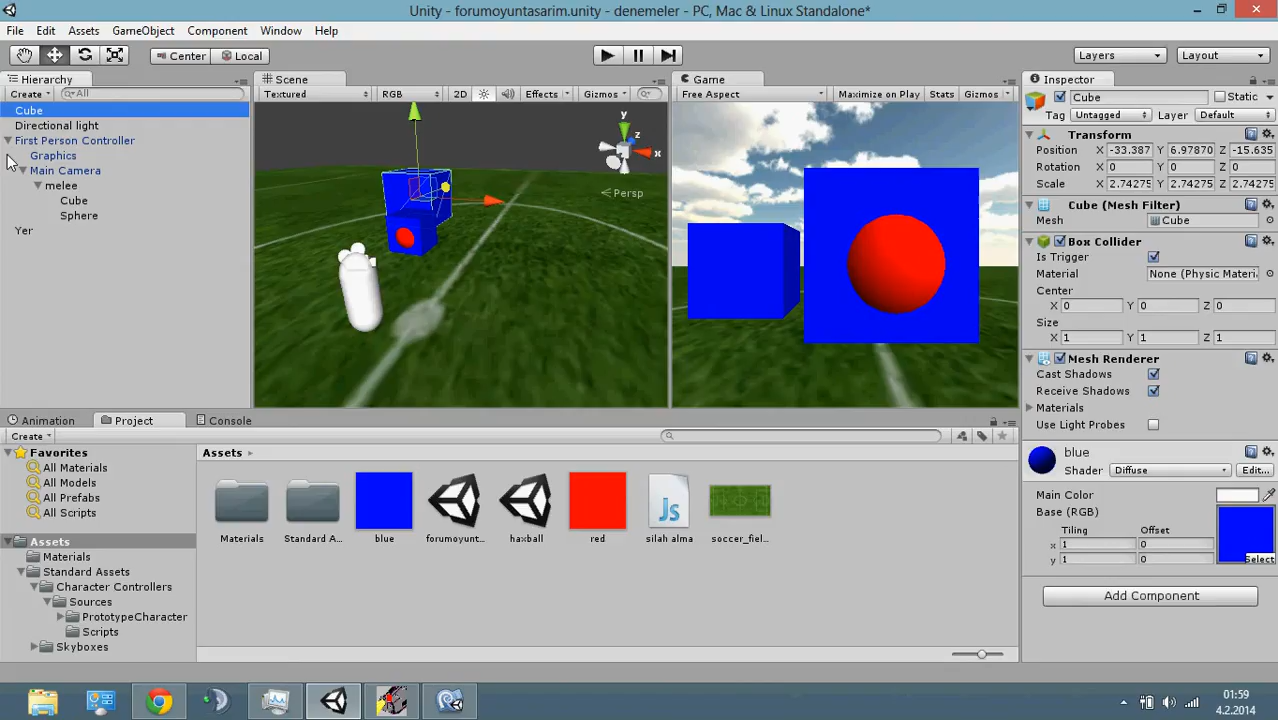 Unity - forumoyuntasarim.unity - denemeler - PC, Mac & Linux Standalone*
File Edit Assets GameObject Component Window Help
Center Local Layers Layout
Hierarchy
Create All
Cube
Directional light
First Person Controller
Graphics
Main Camera
melee
Cube
Sphere
Yer
Scene
Textured RGB 2D Effects Gizmos
y
z
x
Persp
Game
Free Aspect Maximize on Play Stats Gizmos
Inspector
Cube Static
Tag Untagged Layer Default
Transform
Position X -33.387 Y 6.97870 Z -15.635
Rotation X 0 Y 0 Z 0
Scale X 2.74275 Y 2.74275 Z 2.74275
Cube (Mesh Filter)
Mesh Cube
Box Collider
Is Trigger
Material None (Physic Materi
Center
X 0 Y 0 Z 0
Size
X 1 Y 1 Z 1
Mesh Renderer
Cast Shadows
Receive Shadows
Materials
Use Light Probes
blue
Shader Diffuse Edit...
Main Color
Base (RGB)
Tiling Offset
x 1 0
y 1 0
Select
Add Component
Animation Project Console
Create
Favorites
All Materials
All Models
All Prefabs
All Scripts
Assets
Materials
Standard Assets
Character Controllers
Sources
PrototypeCharacter
Scripts
Skyboxes
Assets
Materials Standard A... blue forumoyunt... haxball red silah alma soccer_fiel...
Js
01:59
4.2.2014